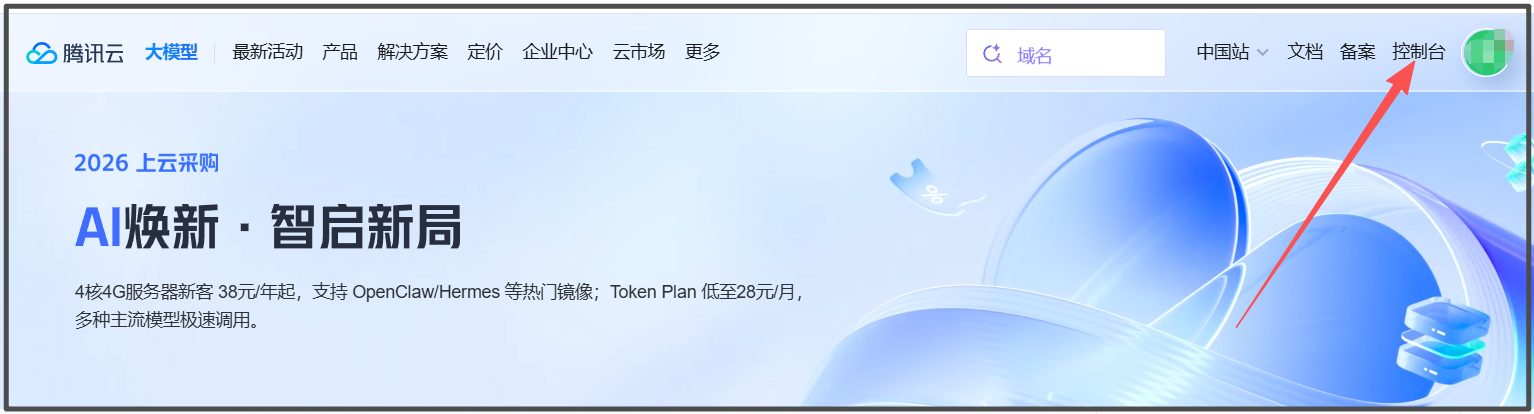 腾讯云 大模型 最新活动 产品 解决方案 定价 企业中心 云市场 更多 域名 中国站 文档 备案 控制台
2026 上云采购
AI焕新·智启新局
4核4G服务器新客 38元/年起，支持 OpenClaw/Hermes 等热门镜像；Token Plan 低至28元/月，
多种主流模型极速调用。
%